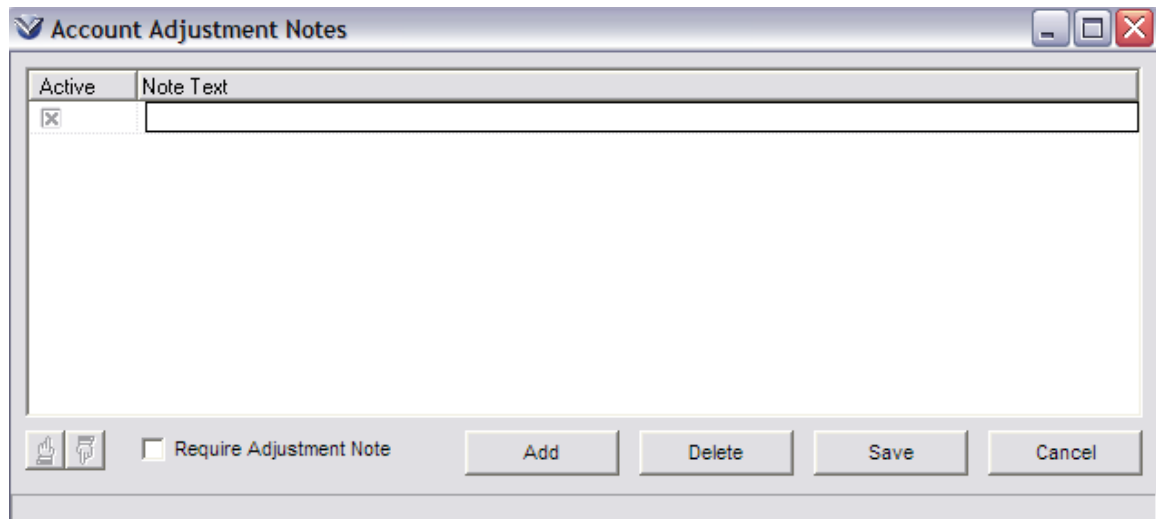 Account Adjustment Notes
Active Note Text
Require Adjustment Note Add Delete Save Cancel